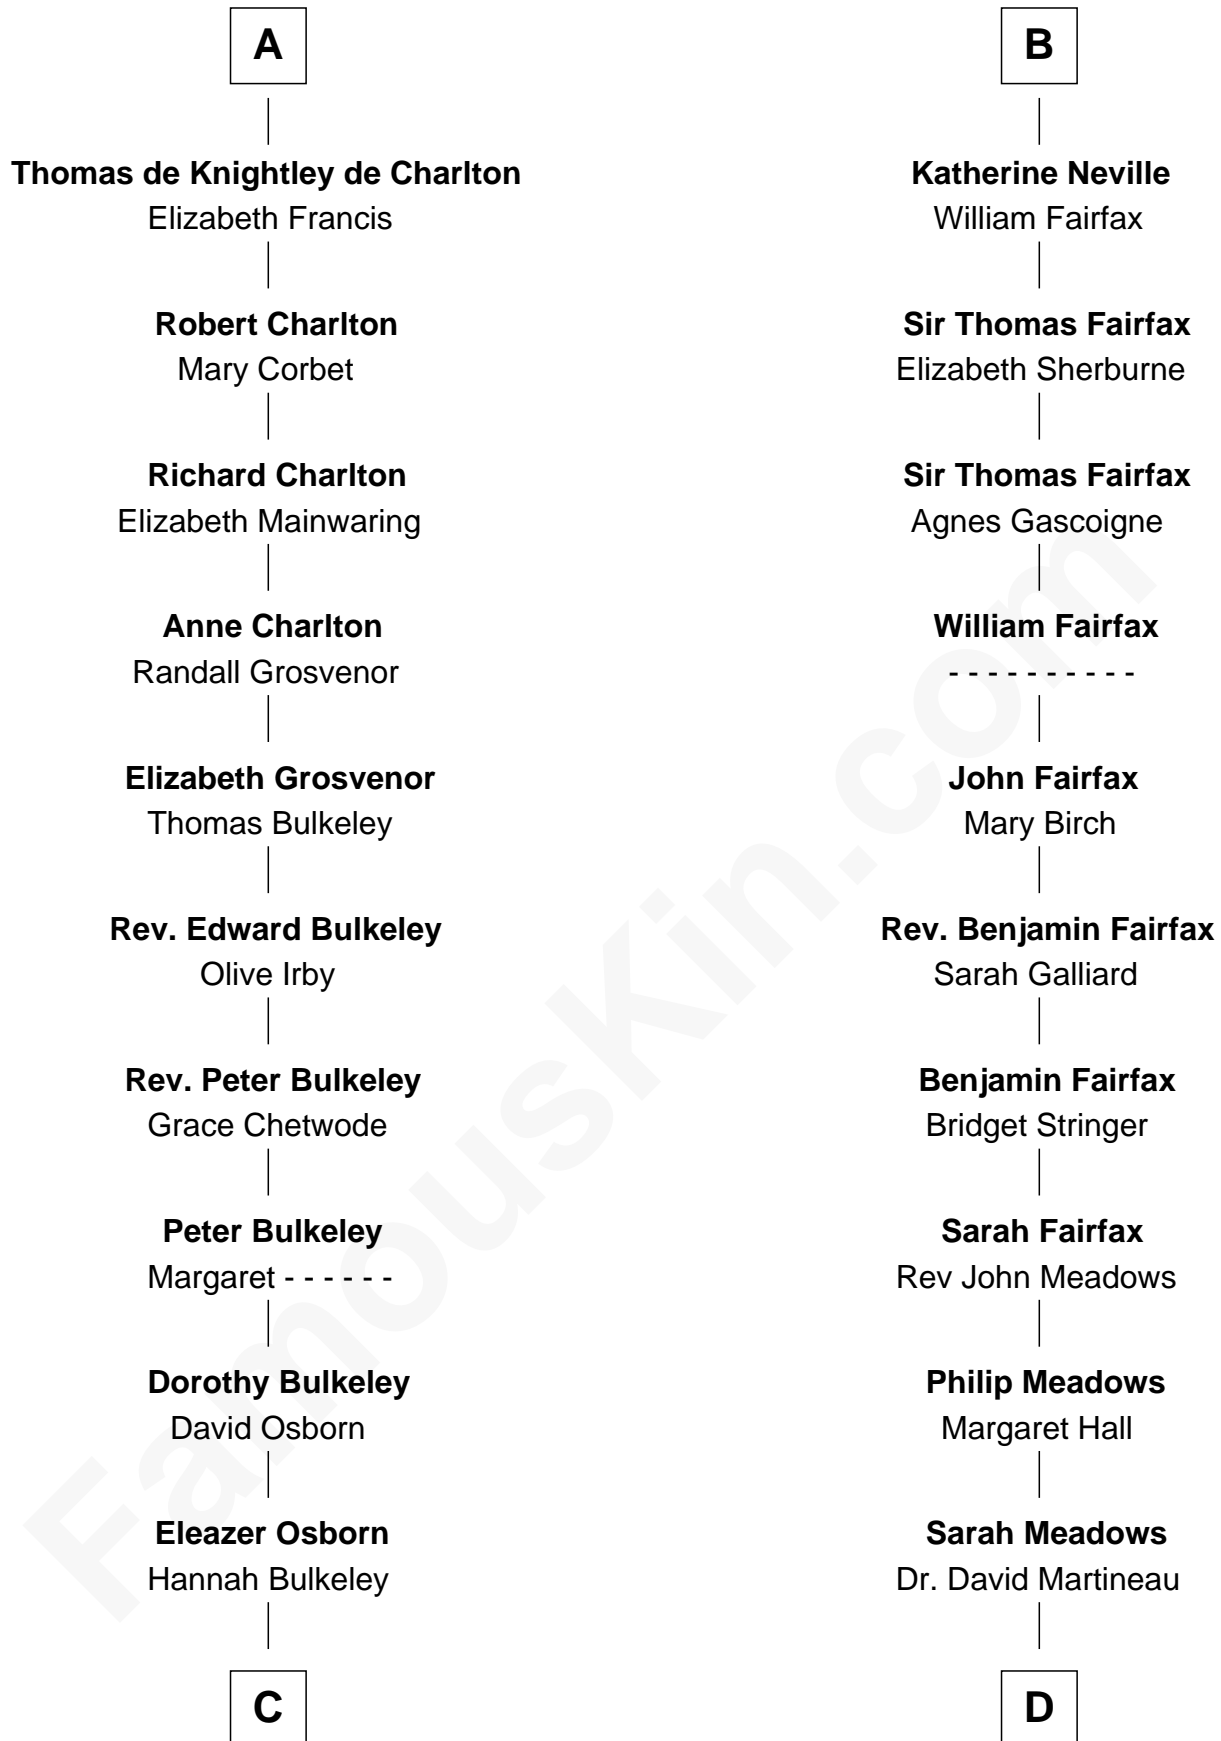 A
Thomas de Knightley de Charlton
Elizabeth Francis
Robert Charlton
Mary Corbet
Richard Charlton
Elizabeth Mainwaring
Anne Charlton
Randall Grosvenor
Elizabeth Grosvenor
Thomas Bulkeley
Rev. Edward Bulkeley
Olive Irby
Rev. Peter Bulkeley
Grace Chetwode
Peter Bulkeley
Margaret - - - - - -
Dorothy Bulkeley
David Osborn
Eleazer Osborn
Hannah Bulkeley
C
B
Katherine Neville
William Fairfax
Sir Thomas Fairfax
Elizabeth Sherburne
Sir Thomas Fairfax
Agnes Gascoigne
William Fairfax
- - - - - - - - - -
John Fairfax
Mary Birch
Rev. Benjamin Fairfax
Sarah Galliard
Benjamin Fairfax
Bridget Stringer
Sarah Fairfax
Rev John Meadows
Philip Meadows
Margaret Hall
Sarah Meadows
Dr. David Martineau
D
FamousKin.com